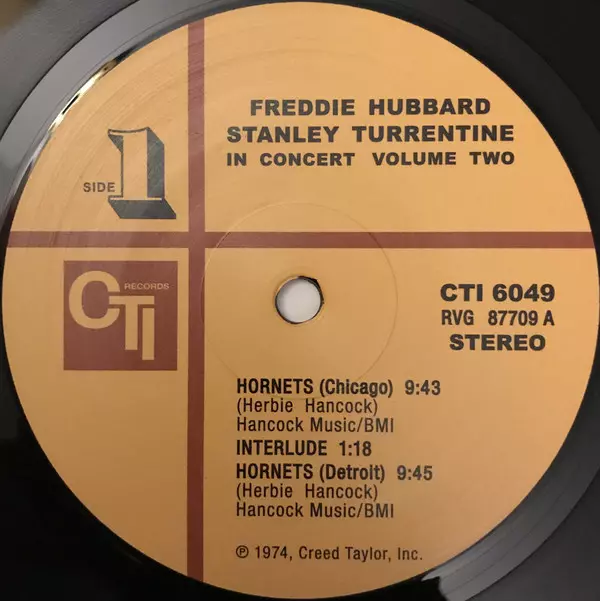 FREDDIE HUBBARD
STANLEY TURRENTINE
IN CONCERT VOLUME TWO
SIDE 1
CTI RECORDS
CTI 6049
RVG 87709 A
STEREO
HORNETS (Chicago) 9:43
(Herbie Hancock)
Hancock Music/BMI
INTERLUDE 1:18
HORNETS (Detroit) 9:45
(Herbie Hancock)
Hancock Music/BMI
℗ 1974, Creed Taylor, Inc.